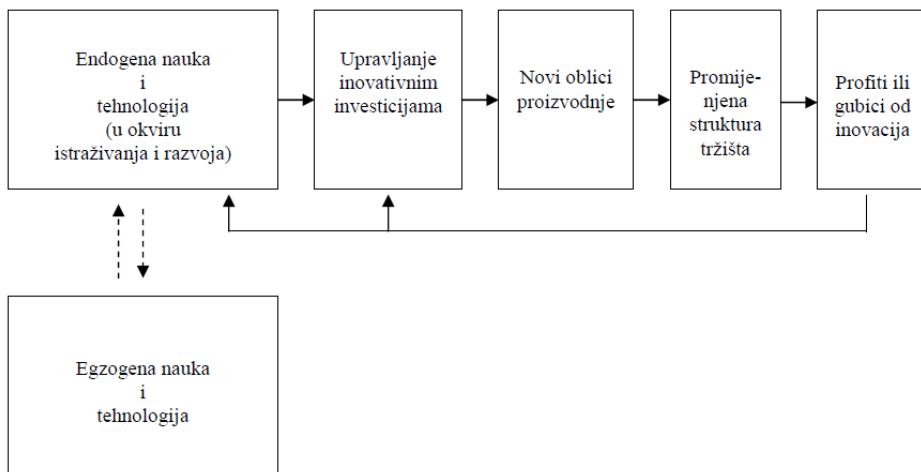 Endogena nauka
i
tehnologija
(u okviru
istraživanja i razvoja)
Upravljanje
inovativnim
investicijama
Novi oblici
proizvodnje
Promije-
njena
struktura
tržišta
Profiti ili
gubici od
inovacija
Egzogena nauka
i
tehnologija